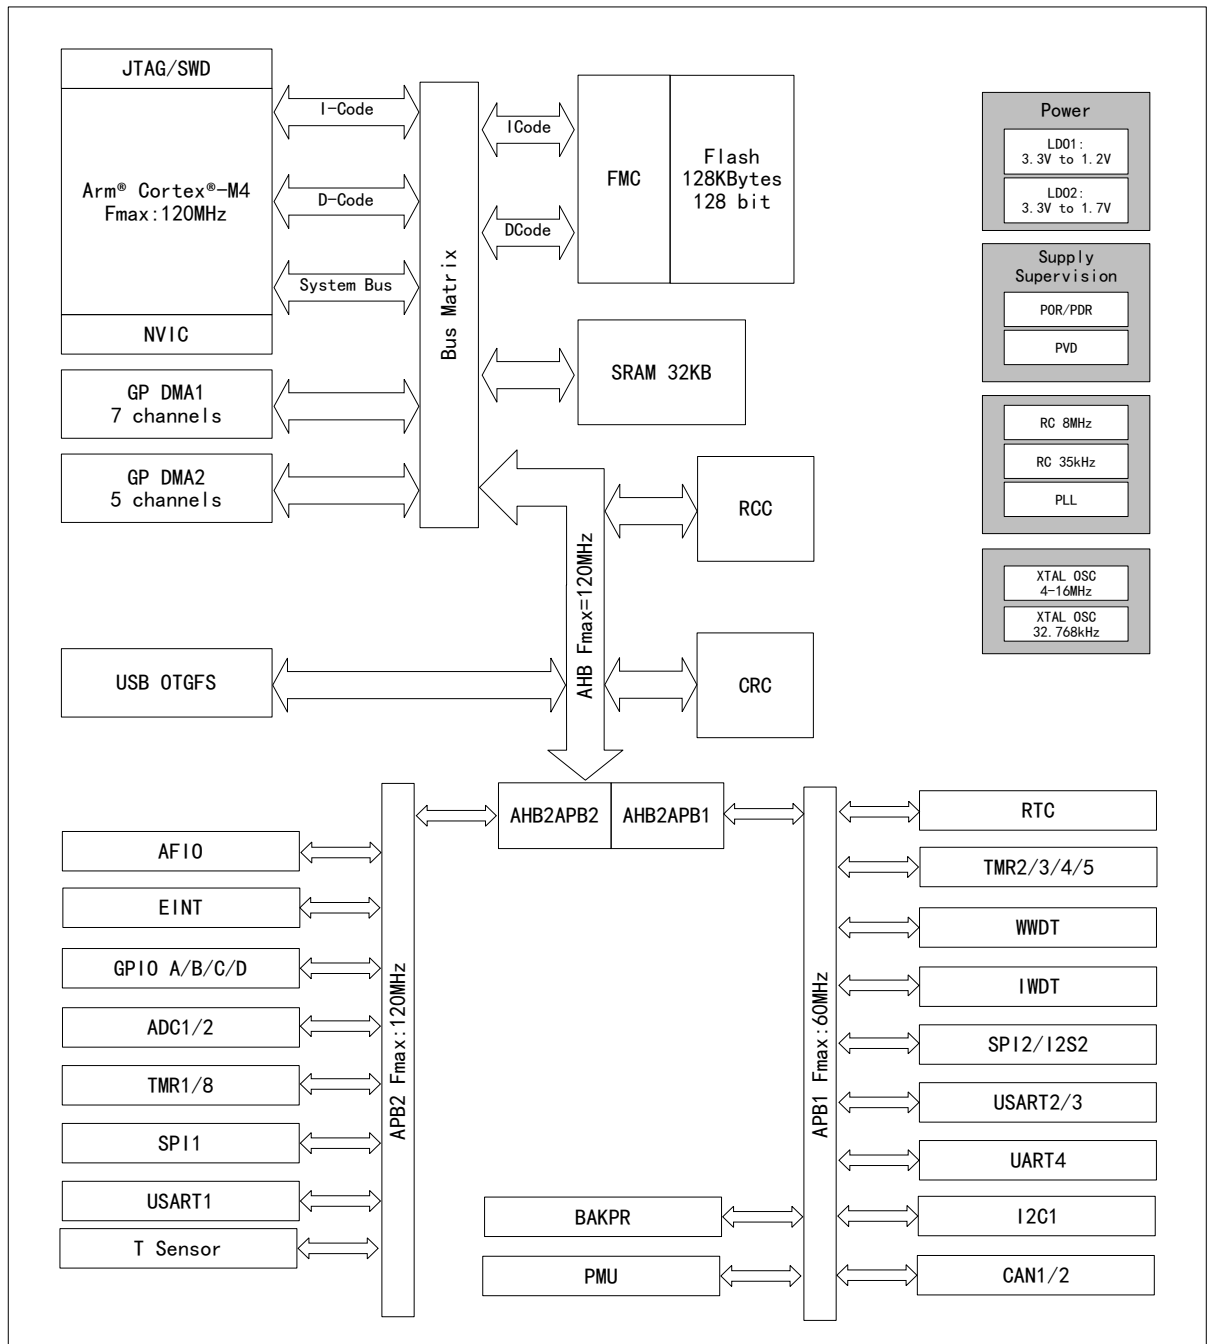 JTAG/SWD
Arm® Cortex®-M4
Fmax:120MHz
NVIC
I-Code
D-Code
System Bus
GP DMA1
7 channels
GP DMA2
5 channels
Bus Matrix
ICode
DCode
FMC
Flash
128KBytes
128 bit
SRAM 32KB
Power
LDO1:
3.3V to 1.2V
LDO2:
3.3V to 1.7V
Supply
Supervision
POR/PDR
PVD
RC 8MHz
RC 35kHz
PLL
XTAL OSC
4-16MHz
XTAL OSC
32.768kHz
RCC
AHB Fmax=120MHz
USB OTGFS
CRC
AHB2APB2
AHB2APB1
AFIO
EINT
GPIO A/B/C/D
ADC1/2
TMR1/8
SPI1
USART1
T Sensor
APB2 Fmax:120MHz
BAKPR
PMU
APB1 Fmax:60MHz
RTC
TMR2/3/4/5
WWDT
IWDT
SPI2/I2S2
USART2/3
UART4
I2C1
CAN1/2